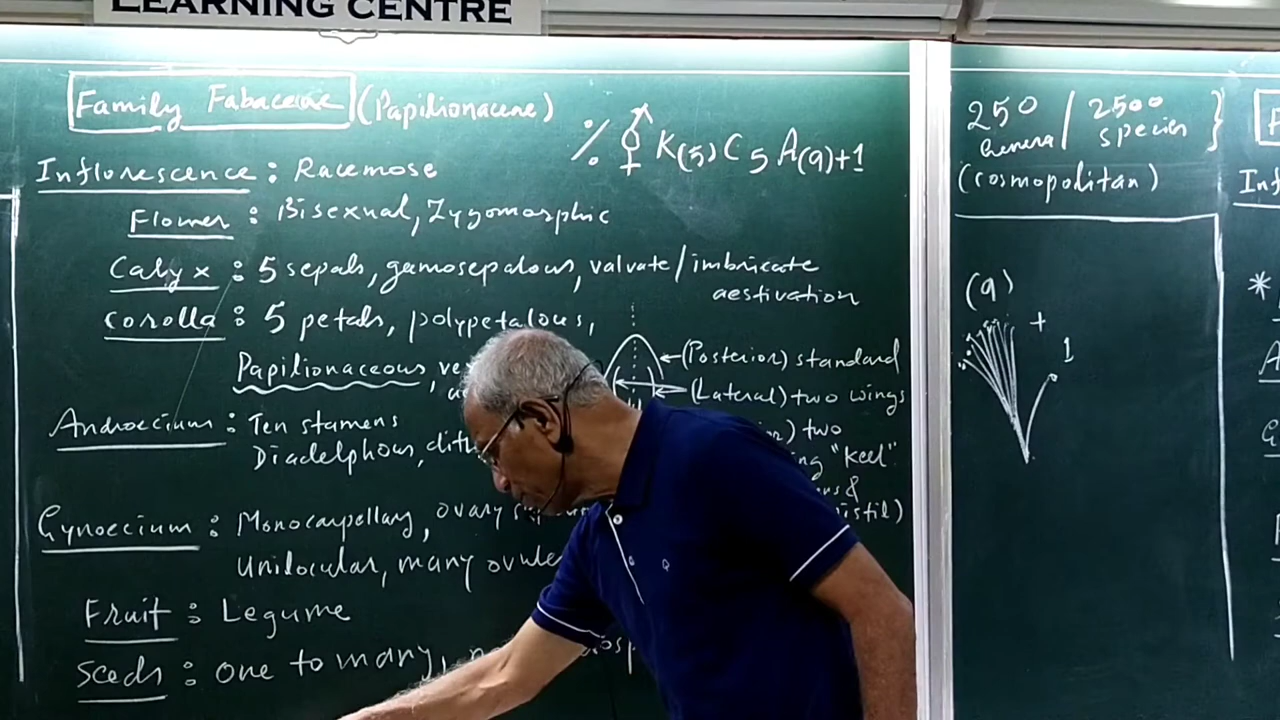 LEARNING CENTRE
Family Fabaceae (Papilionaceae)
% ⚥ K(5) C 5 A(9)+1
Inflorescence : Racemose
Flower : Bisexual, Zygomorphic
Calyx : 5 sepals, gamosepalous, valvate/imbricate
aestivation
Corolla : 5 petals, polypetalous,
Papilionaceous,
(Posterior) standard
(Lateral) two wings
two
"Keel"
&
Androecium : Ten stamens
Diadelphous,
Gynoecium : Monocarpellary, ovary
Unilocular, many
Fruit : Legume
Seeds : one to many,
250 / 2500 }
Genera species
(cosmopolitan)
(9)
+
1
*